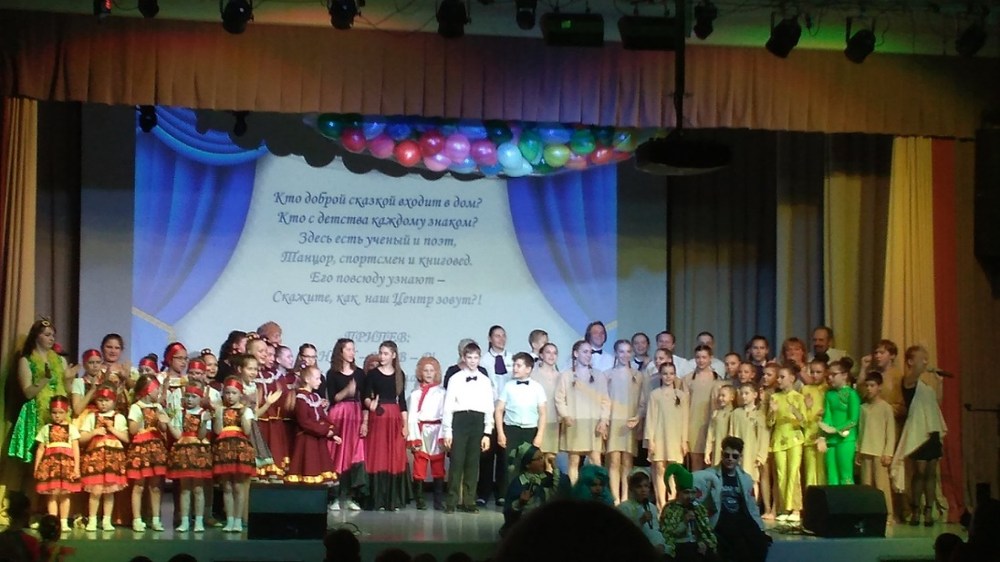 Кто доброй сказкой входит в дом?
Кто с детства каждому знаком?
Здесь есть ученый и поэт,
Танцор, спортсмен и книговед.
Его повсюду узнают –
Скажите, как наш Центр зовут?!
ПРИПЕВ: